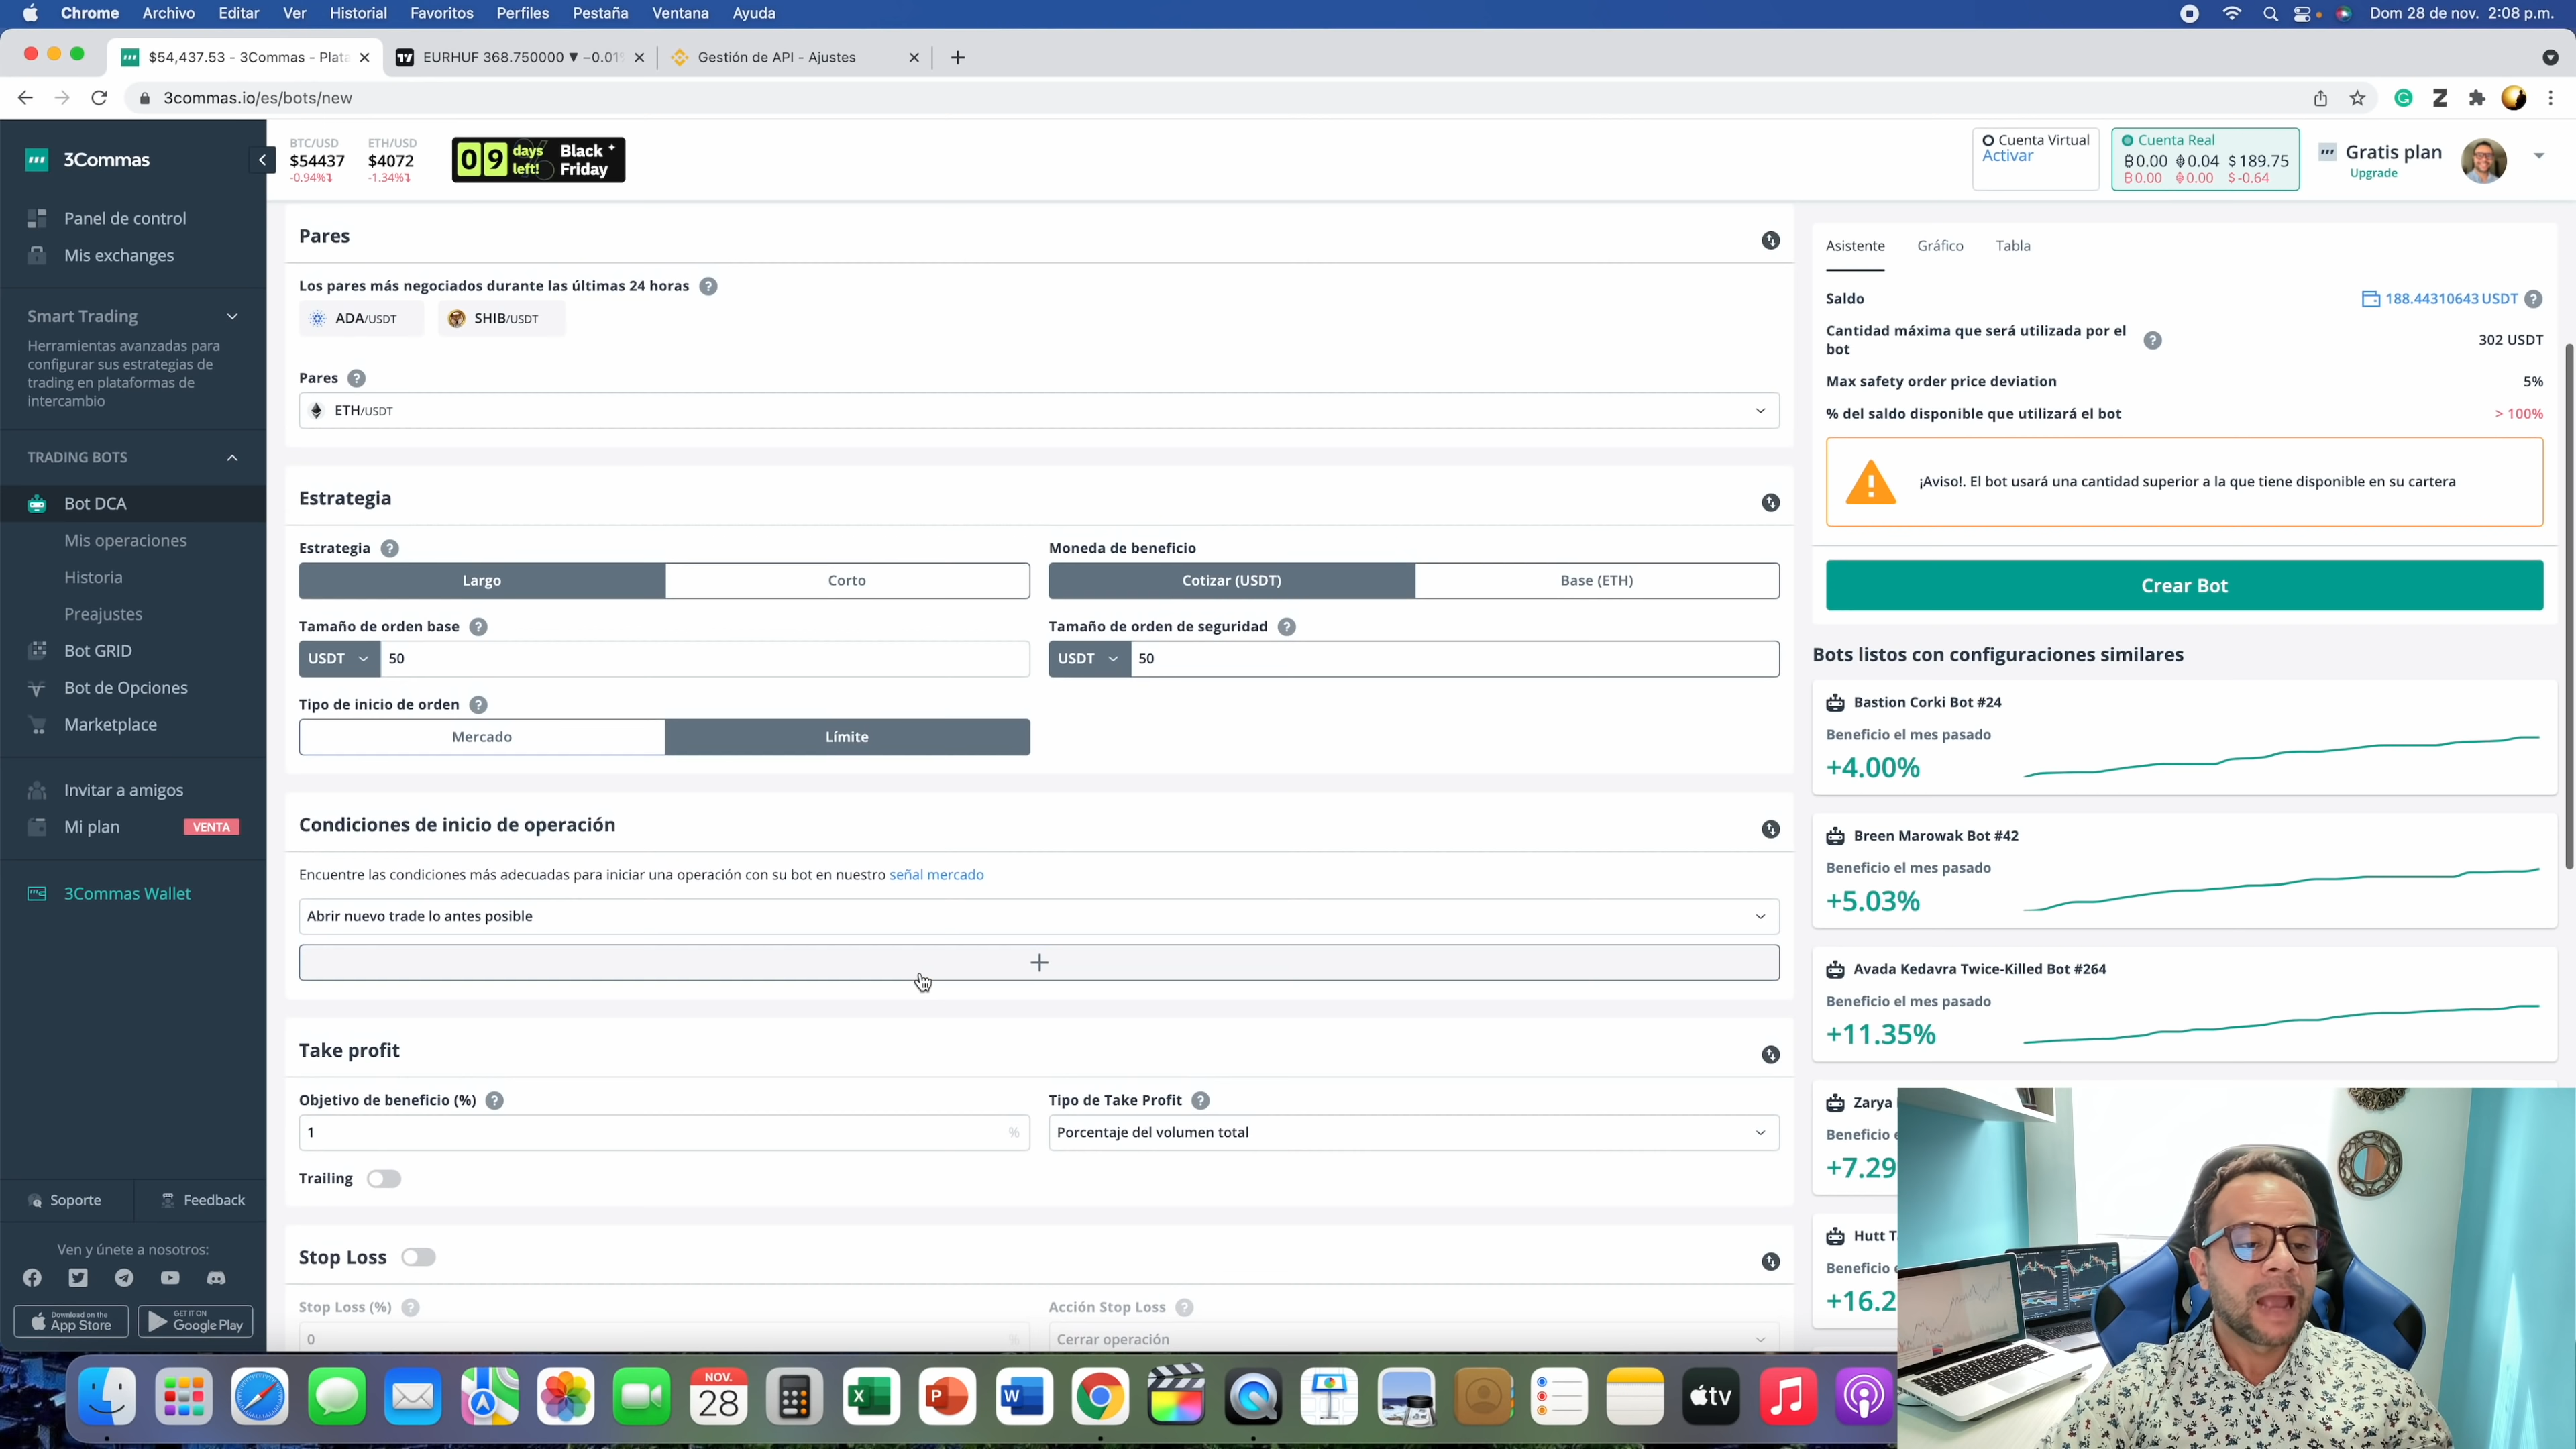 Chrome Archivo Editar Ver Historial Favoritos Perfiles Pestaña Ventana Ayuda Dom 28 de nov. 2:08 p.m.
$54,437.53 - 3Commas - Plat EURHUF 368.750000 ▼ −0.01 Gestión de API - Ajustes
3commas.io/es/bots/new
3Commas
BTC/USD ETH/USD
$54437 $4072
-0.94% -1.34%
09 days left! Black Friday
Cuenta Virtual
Activar
Cuenta Real
0.00 0.04 $189.75
0.00 0.00 $-0.64
Gratis plan
Upgrade
Panel de control
Mis exchanges
Smart Trading
Herramientas avanzadas para
configurar sus estrategias de
trading en plataformas de
intercambio
TRADING BOTS
Bot DCA
Mis operaciones
Historia
Preajustes
Bot GRID
Bot de Opciones
Marketplace
Invitar a amigos
Mi plan VENTA
3Commas Wallet
Soporte Feedback
Ven y únete a nosotros:
Download on the App Store
GET IT ON Google Play
Pares
Los pares más negociados durante las últimas 24 horas ?
ADA/USDT SHIB/USDT
Pares ?
ETH/USDT
Estrategia
Estrategia ? Moneda de beneficio
Largo Corto Cotizar (USDT) Base (ETH)
Tamaño de orden base ? Tamaño de orden de seguridad ?
USDT 50 USDT 50
Tipo de inicio de orden ?
Mercado Límite
Condiciones de inicio de operación
Encuentre las condiciones más adecuadas para iniciar una operación con su bot en nuestro señal mercado
Abrir nuevo trade lo antes posible
+
Take profit
Objetivo de beneficio (%) ? Tipo de Take Profit ?
1 % Porcentaje del volumen total
Trailing
Stop Loss
Stop Loss (%) ? Acción Stop Loss ?
0 % Cerrar operación
Asistente Gráfico Tabla
Saldo 188.44310643 USDT ?
Cantidad máxima que será utilizada por el
bot ? 302 USDT
Max safety order price deviation 5%
% del saldo disponible que utilizará el bot > 100%
¡Aviso!. El bot usará una cantidad superior a la que tiene disponible en su cartera
Crear Bot
Bots listos con configuraciones similares
Bastion Corki Bot #24
Beneficio el mes pasado
+4.00%
Breen Marowak Bot #42
Beneficio el mes pasado
+5.03%
Avada Kedavra Twice-Killed Bot #264
Beneficio el mes pasado
+11.35%
Zarya
Beneficio e
+7.29
Hutt T
Beneficio e
+16.2
NOV.
28
X P W tv